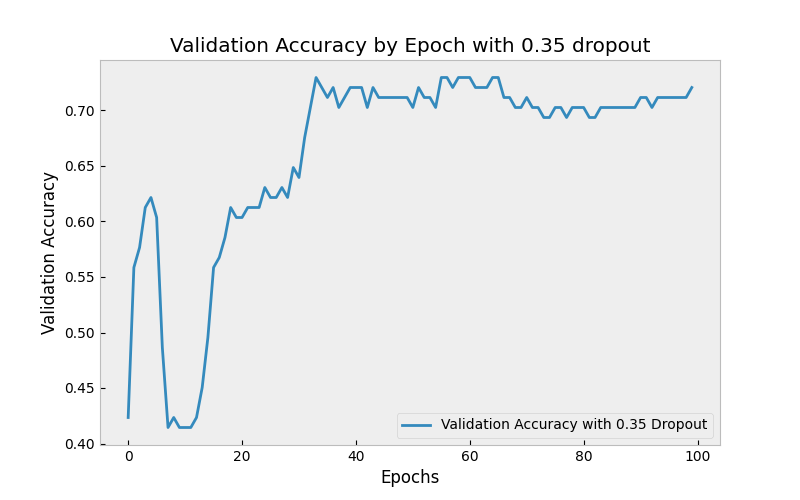 Validation Accuracy by Epoch with 0.35 dropout
Validation Accuracy
0.70
0.65
0.60
0.55
0.50
0.45
0.40
Validation Accuracy with 0.35 Dropout
0 20 40 60 80 100
Epochs